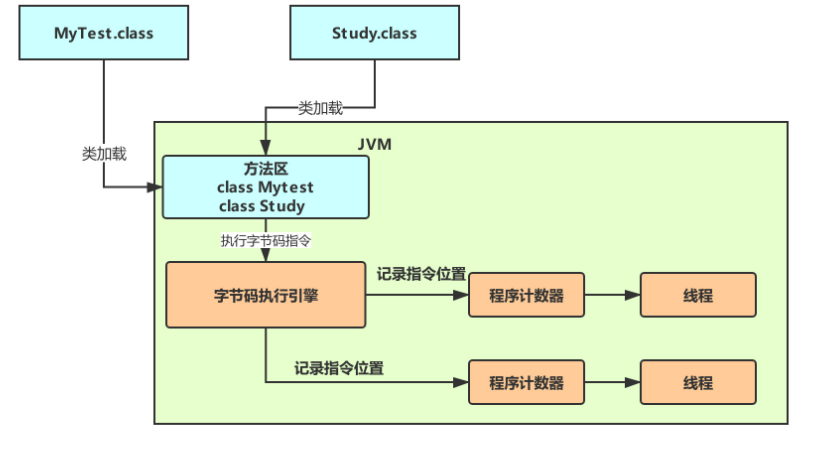 MyTest.class
Study.class
类加载
类加载
JVM
方法区
class Mytest
class Study
执行字节码指令
字节码执行引擎
记录指令位置
程序计数器
线程
记录指令位置
程序计数器
线程